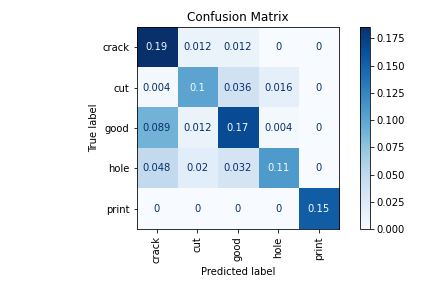 Confusion Matrix
True label
crack 0.19 0.012 0.012 0 0
cut 0.004 0.1 0.036 0.016 0
good 0.089 0.012 0.17 0.004 0
hole 0.048 0.02 0.032 0.11 0
print 0 0 0 0 0.15
crack cut good hole print
Predicted label
0.175
0.150
0.125
0.100
0.075
0.050
0.025
0.000